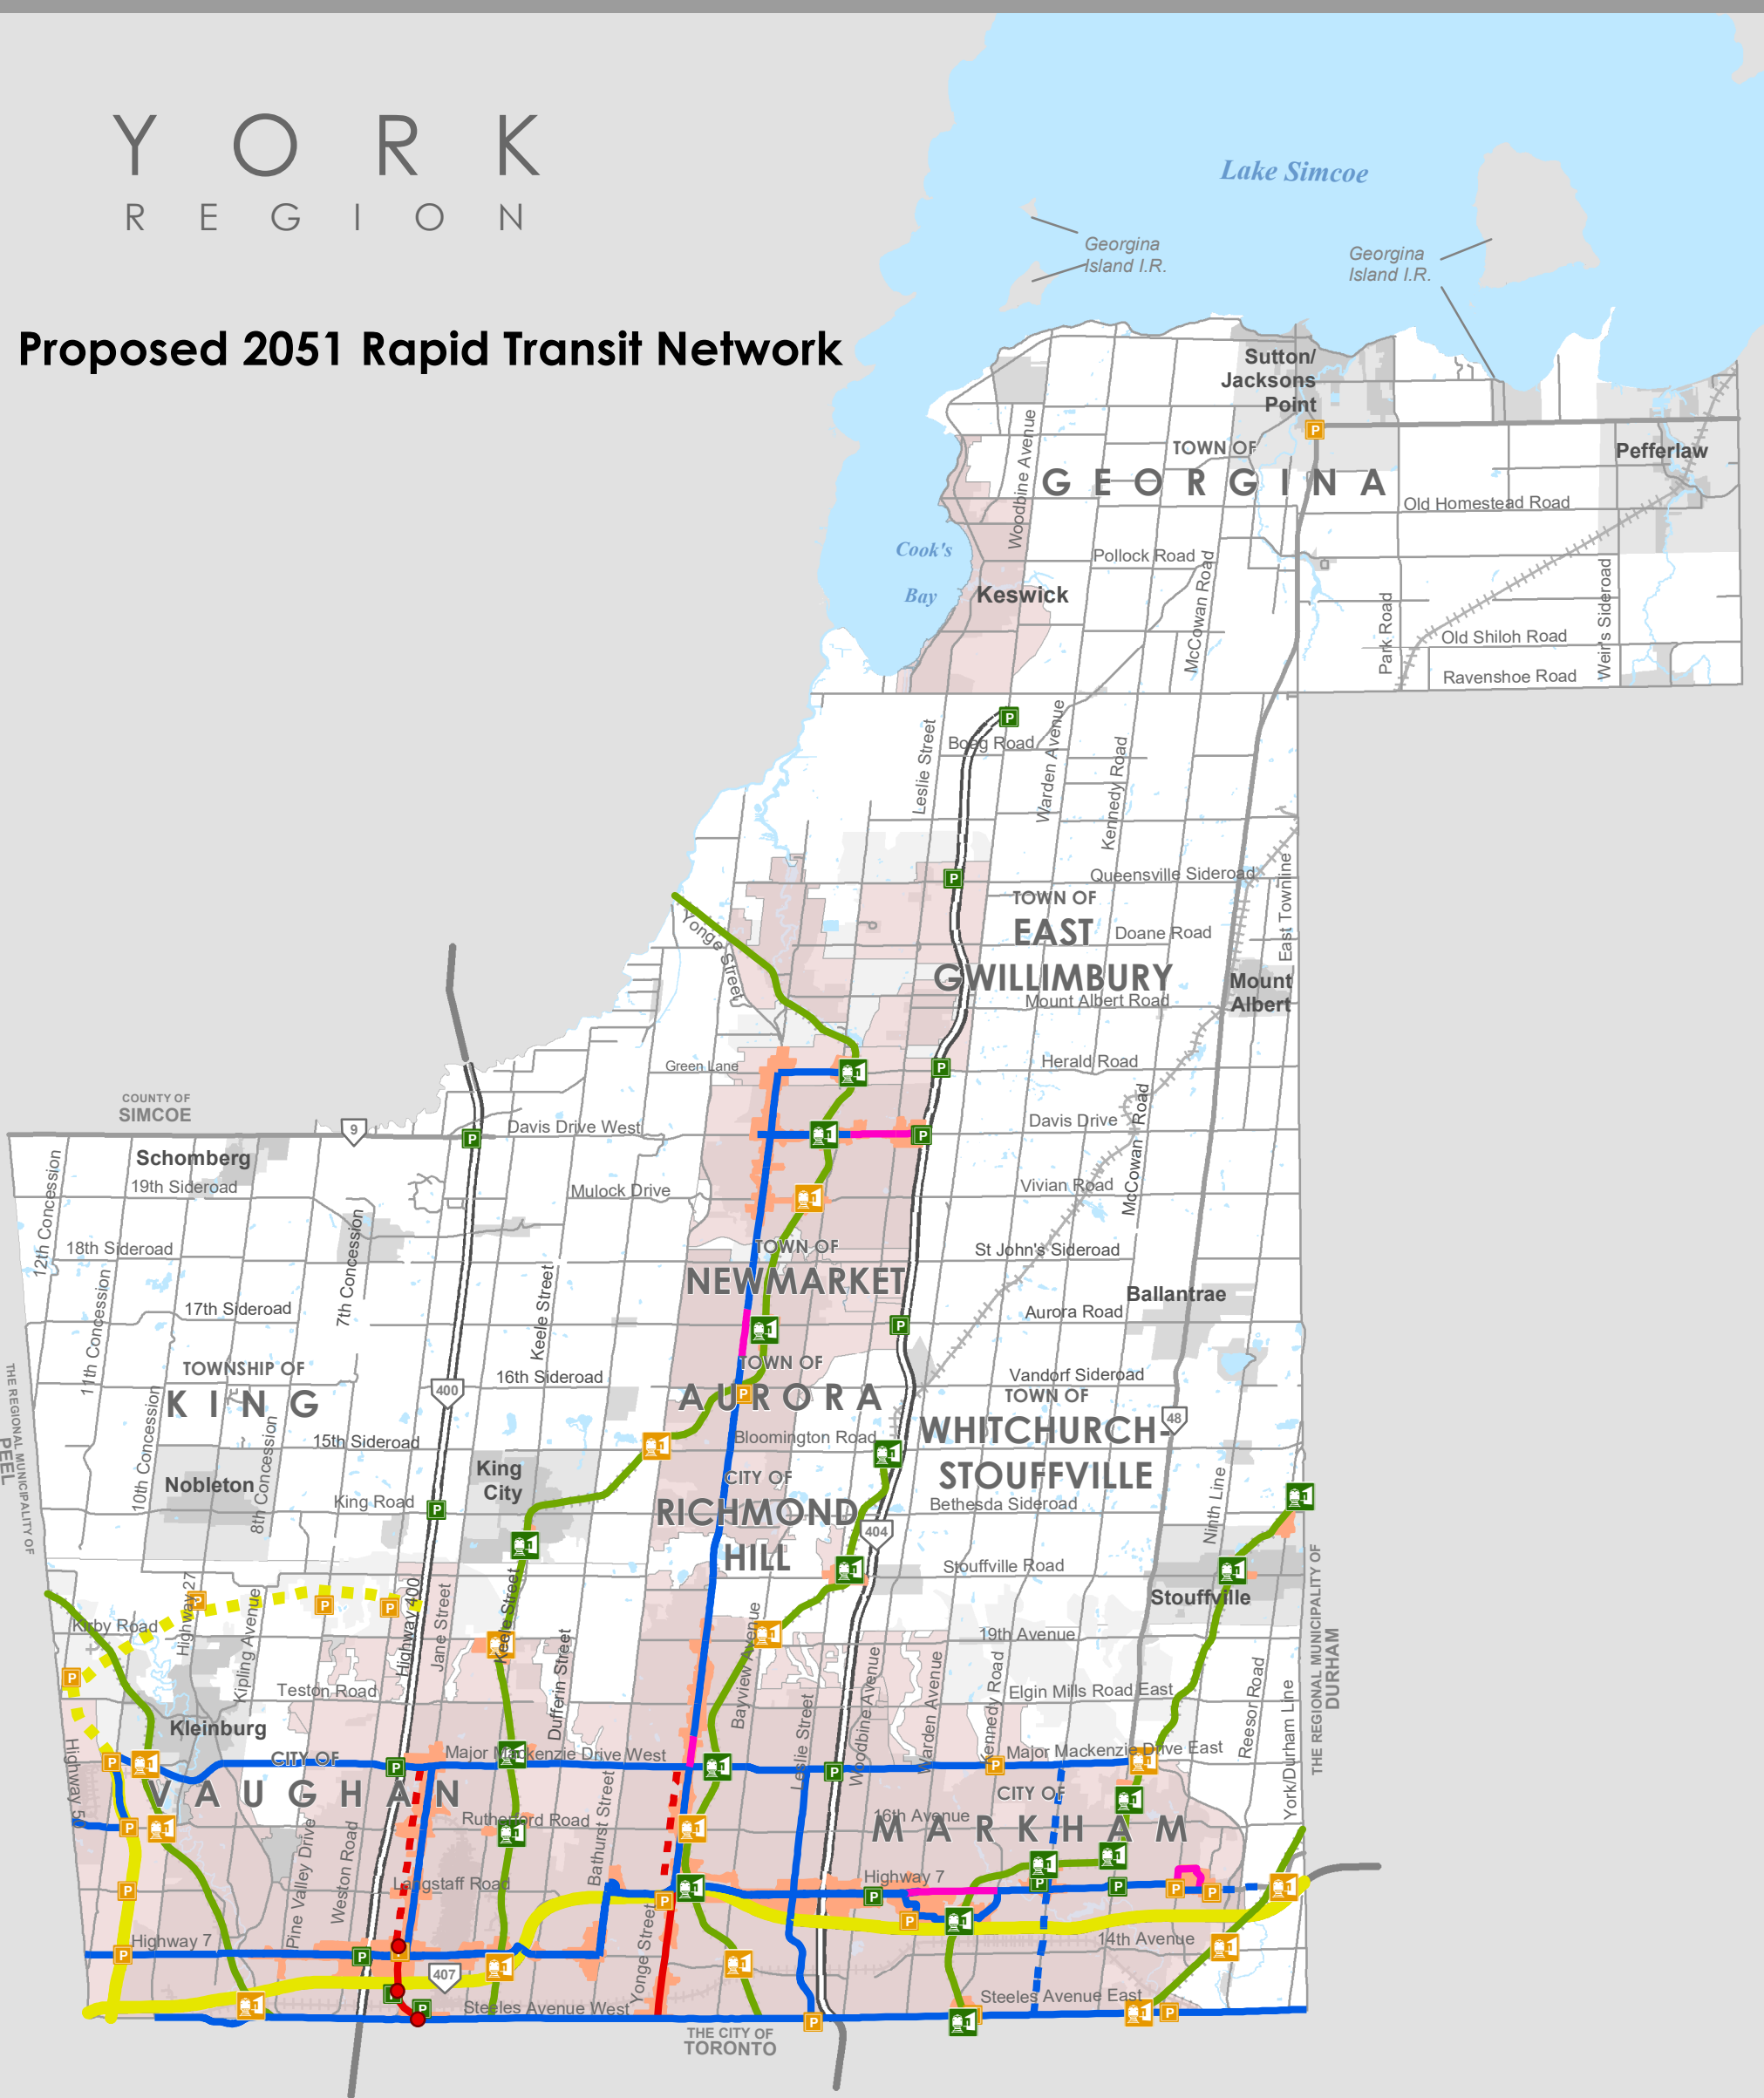 YORK
REGION
Proposed 2051 Rapid Transit Network
Lake Simcoe
Georgina
Island I.R.
Georgina
Island I.R.
Sutton/
Jacksons
Point
P
TOWN OF
GEORGINA
Pefferlaw
Woodbine Avenue
Old Homestead Road
Cook's
Bay
Pollock Road
Keswick
McCowan Road
Park Road
Weir's Sideroad
Old Shiloh Road
Ravenshoe Road
P
Boag Road
Leslie Street
Warden Avenue
Kennedy Road
P
Queensville Sideroad
TOWN OF
EAST
GWILLIMBURY
Doane Road
East Townline
Yonge Street
Mount Albert Road
Mount
Albert
Green Lane
P
Herald Road
COUNTY OF
SIMCOE
9
P
Davis Drive West
P
Davis Drive
McCowan Road
Schomberg
19th Sideroad
12th Concession
Mulock Drive
Vivian Road
18th Sideroad
7th Concession
TOWN OF
NEWMARKET
St John's Sideroad
11th Concession
17th Sideroad
Keele Street
P
Aurora Road
Ballantrae
THE REGIONAL MUNICIPALITY OF
PEEL
TOWNSHIP OF
KING
400
16th Sideroad
TOWN OF
AURORA
P
Vandorf Sideroad
TOWN OF
WHITCHURCH-
STOUFFVILLE
48
10th Concession
8th Concession
15th Sideroad
Bloomington Road
Nobleton
King
City
King Road
P
CITY OF
RICHMOND
HILL
404
Bethesda Sideroad
Ninth Line
Stouffville Road
Stouffville
P
P
P
Kirby Road
Highway 27
Kipling Avenue
Highway 400
Jane Street
Keele Street
Dufferin Street
Bayview Avenue
Woodbine Avenue
Warden Avenue
Kennedy Road
19th Avenue
THE REGIONAL MUNICIPALITY OF
DURHAM
P
Teston Road
Elgin Mills Road East
Reesor Road
York/Durham Line
Leslie Street
Kleinburg
Highway 50
P
CITY OF
VAUGHAN
P
Major Mackenzie Drive West
P
P
Major Mackenzie Drive East
CITY OF
MARKHAM
P
Rutherford Road
16th Avenue
Bathurst Street
Pine Valley Drive
Weston Road
P
Langstaff Road
P
Highway 7
P
P
P
P
P
P
Yonge Street
P
Highway 7
P
14th Avenue
407
P
P
Steeles Avenue West
P
Steeles Avenue East
P
THE CITY OF
TORONTO